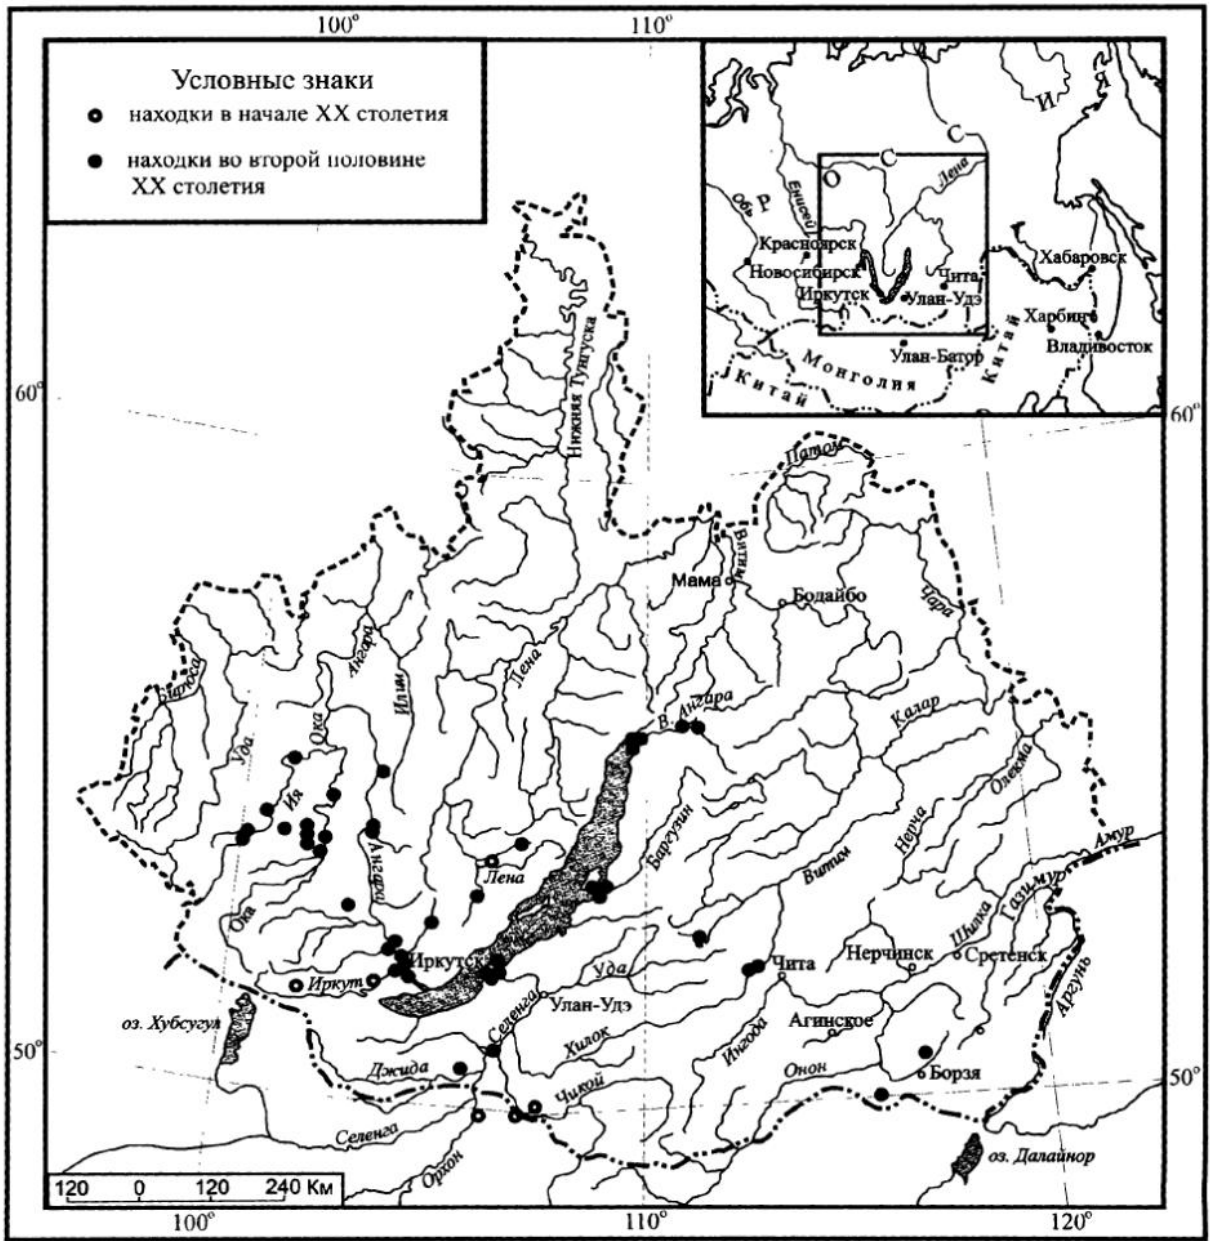 100°
110°
Условные знаки
находки в начале XX столетия
находки во второй половине
XX столетия
И
Я
С
С
О
Р
Лена
Обь
Енисей
Красноярск
Новосибирск
Иркутск
Чита
Улан-Удэ
Хабаровск
Харбин
Владивосток
Улан-Батор
Монголия
Китай
Китай
60°
60°
Нижняя Тунгуска
Патом
Витим
Мама
Бодайбо
Чара
Бирюса
Ангара
Лена
Илим
Ока
Уда
В. Ангара
Калар
Олекма
Ия
Баргузин
Нерча
Амур
Ангара
Лена
Витим
Газимур
Шилка
Ока
Нерчинск
Сретенск
Иркутск
Уда
Чита
Иркут
Аргунь
Улан-Удэ
оз. Хубсугул
Селенга
Агинское
Хилок
Ингода
50°
Джида
Чикой
Онон
Борзя
50°
Селенга
Орхон
оз. Далайнор
120 0 120 240 Км
100°
110°
120°